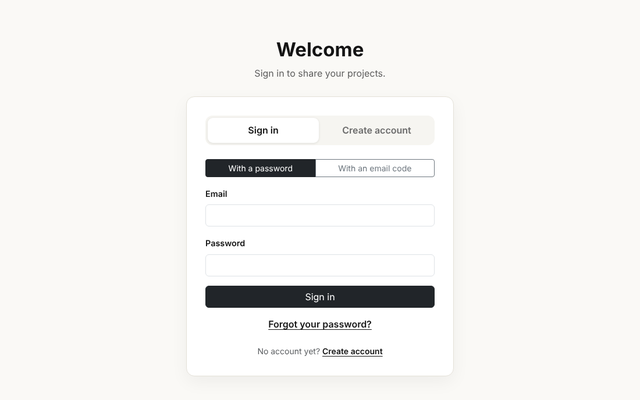 Welcome
Sign in to share your projects.
Sign in
Create account
With a password
With an email code
Email
Password
Sign in
Forgot your password?
No account yet? Create account